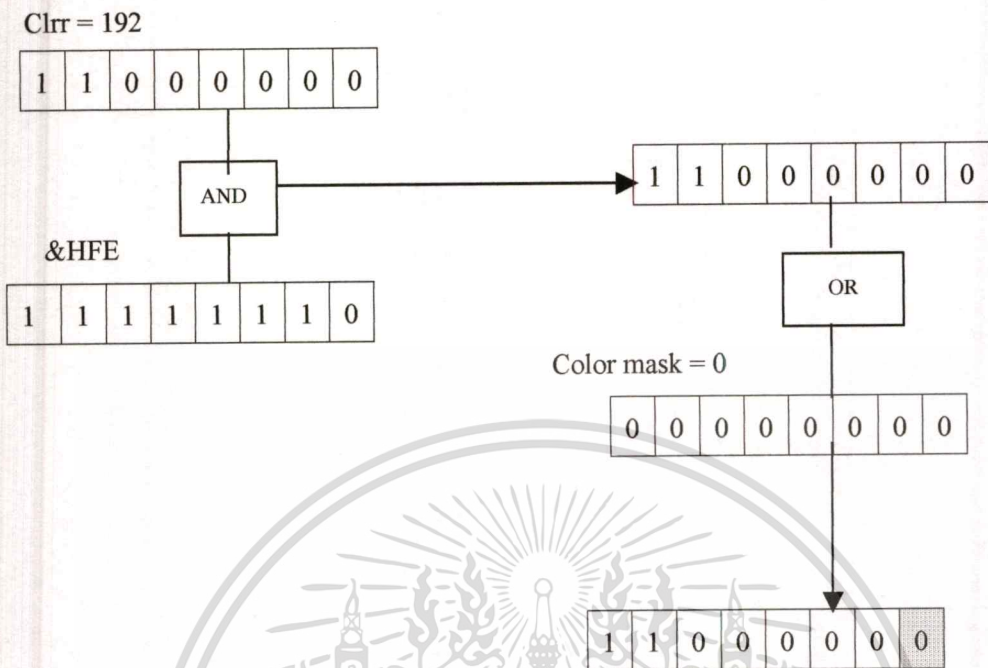 Clrr = 192
1 1 0 0 0 0 0 0
AND
1 1 0 0 0 0 0 0
&HFE
1 1 1 1 1 1 1 0
OR
Color mask = 0
0 0 0 0 0 0 0 0
1 1 0 0 0 0 0 0